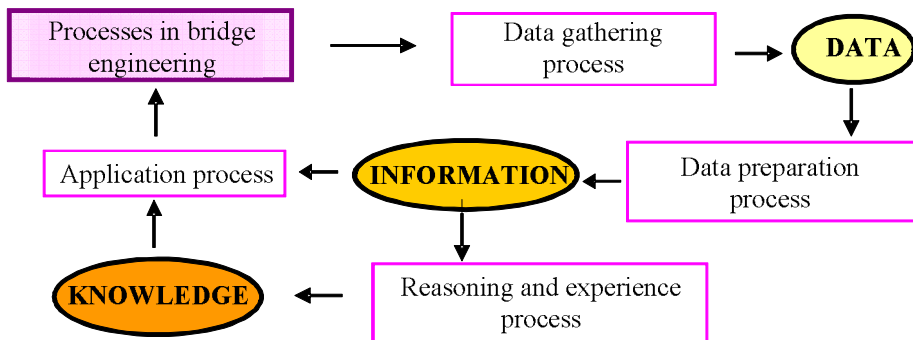 Processes in bridge
engineering
Data gathering
process
DATA
Data preparation
process
INFORMATION
Application process
KNOWLEDGE
Reasoning and experience
process